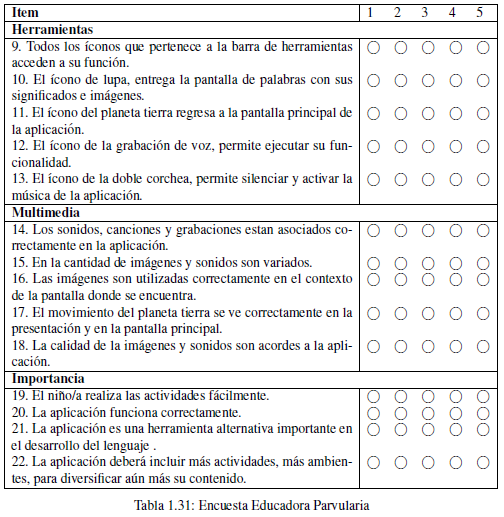 Item 1 2 3 4 5
Herramientas
9. Todos los íconos que pertenece a la barra de herramientas
acceden a su función.
10. El ícono de lupa, entrega la pantalla de palabras con sus
significados e imágenes.
11. El ícono del planeta tierra regresa a la pantalla principal de
la aplicación.
12. El ícono de la grabación de voz, permite ejecutar su fun-
cionalidad.
13. El ícono de la doble corchea, permite silenciar y activar la
música de la aplicación.
Multimedia
14. Los sonidos, canciones y grabaciones estan asociados co-
rrectamente en la aplicación.
15. En la cantidad de imágenes y sonidos son variados.
16. Las imágenes son utilizadas correctamente en el contexto
de la pantalla donde se encuentra.
17. El movimiento del planeta tierra se ve correctamente en la
presentación y en la pantalla principal.
18. La calidad de la imágenes y sonidos son acordes a la apli-
cación.
Importancia
19. El niño/a realiza las actividades fácilmente.
20. La aplicación funciona correctamente.
21. La aplicación es una herramienta alternativa importante en
el desarrollo del lenguaje .
22. La aplicación deberá incluir más actividades, más ambien-
tes, para diversificar aún más su contenido.
Tabla 1.31: Encuesta Educadora Parvularia